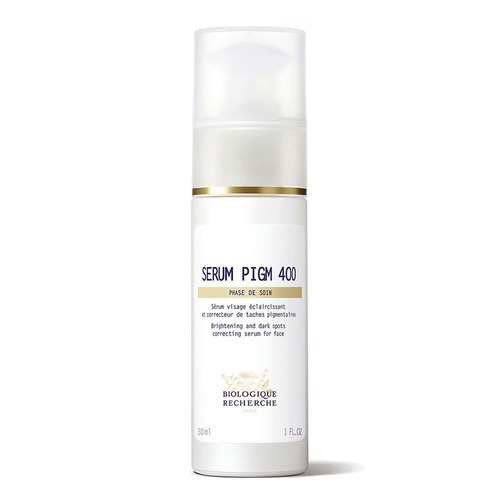 SERUM PIGM 400
PHASE DE SOIN
Sérum visage éclaircissant
et correcteur de taches pigmentaires
Brightening and dark spots
correcting serum for face
BIOLOGIQUE
RECHERCHE
PARIS
30ml 1 FL.OZ